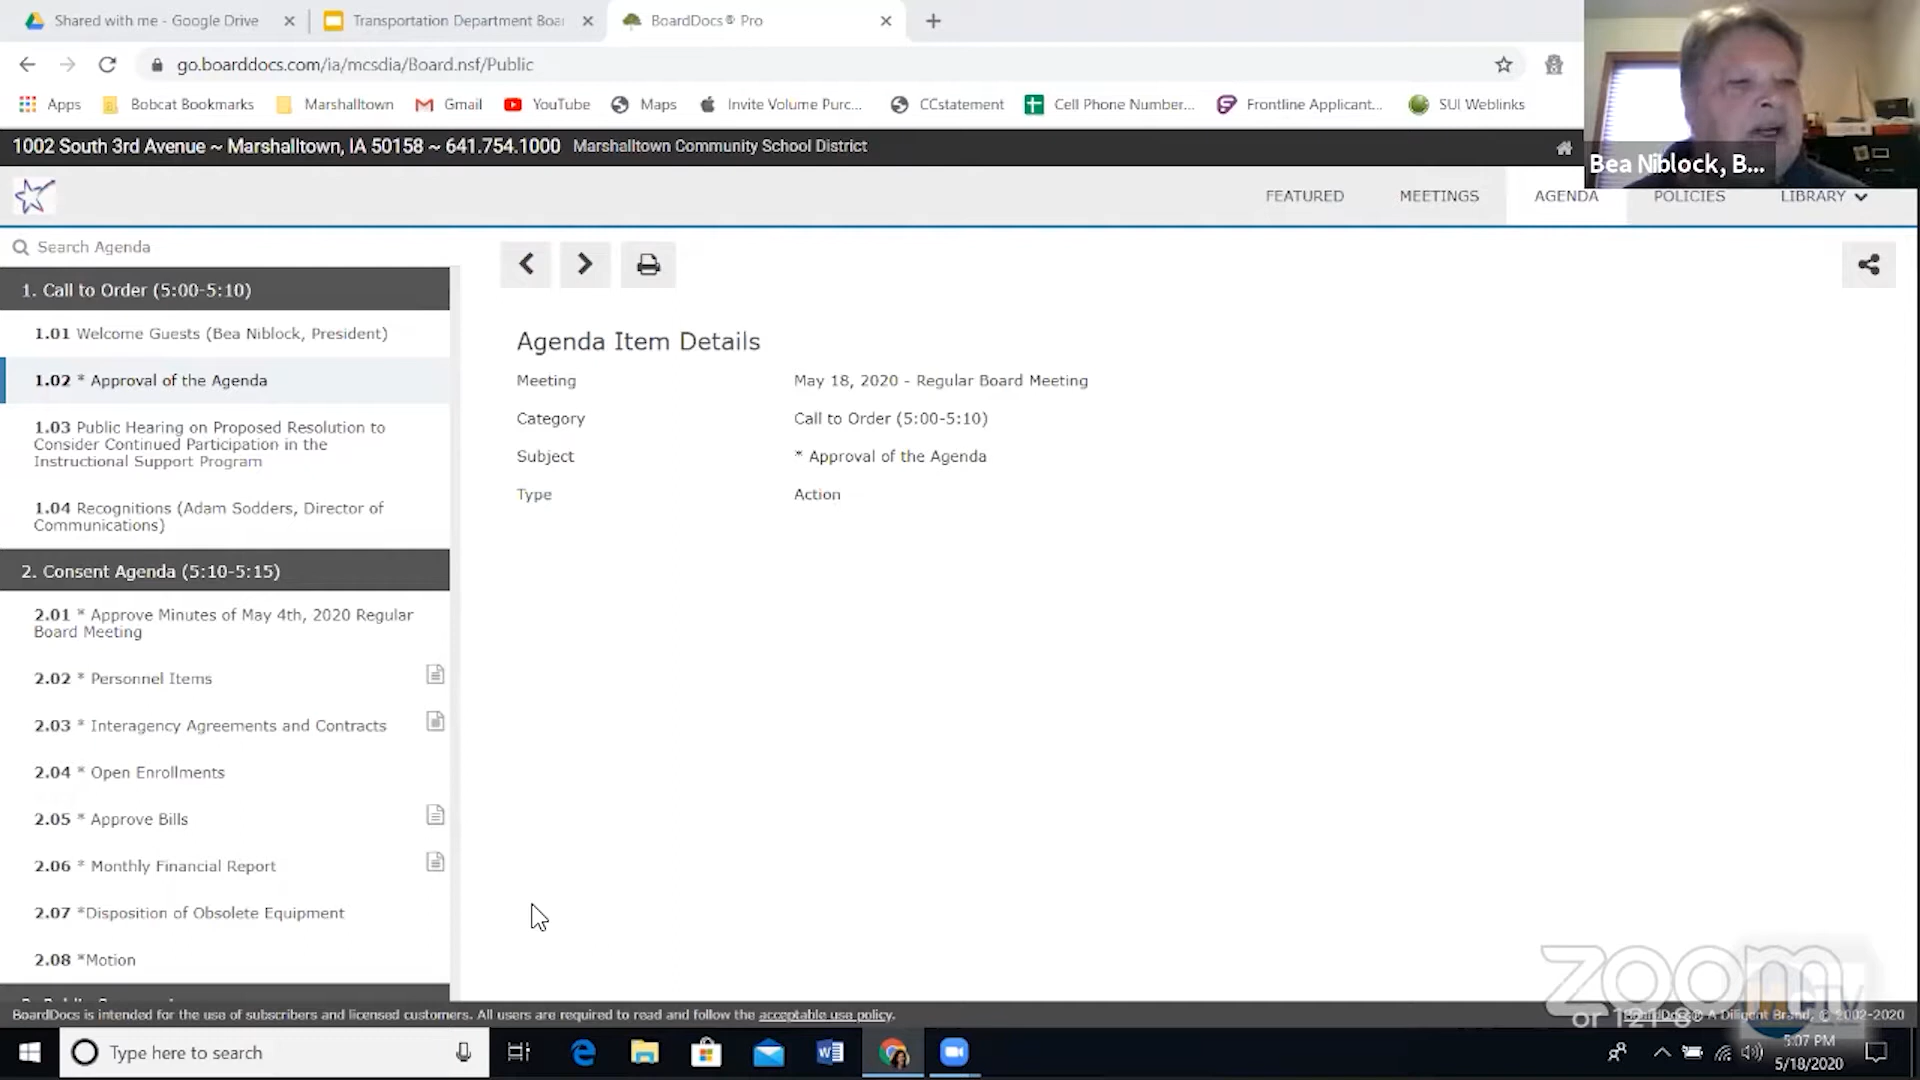 Shared with me - Google Drive
Transportation Department Boa
BoardDocs® Pro
go.boarddocs.com/ia/mcsdia/Board.nsf/Public
Apps
Bobcat Bookmarks
Marshalltown
Gmail
YouTube
Maps
Invite Volume Purc...
CCstatement
Cell Phone Number...
Frontline Applicant...
SUI Weblinks
1002 South 3rd Avenue ~ Marshalltown, IA 50158 ~ 641.754.1000 Marshalltown Community School District
Bea Niblock, B...
FEATURED
MEETINGS
AGENDA
POLICIES
LIBRARY
Search Agenda
1. Call to Order (5:00-5:10)
1.01 Welcome Guests (Bea Niblock, President)
1.02 * Approval of the Agenda
1.03 Public Hearing on Proposed Resolution to
Consider Continued Participation in the
Instructional Support Program
1.04 Recognitions (Adam Sodders, Director of
Communications)
2. Consent Agenda (5:10-5:15)
2.01 * Approve Minutes of May 4th, 2020 Regular
Board Meeting
2.02 * Personnel Items
2.03 * Interagency Agreements and Contracts
2.04 * Open Enrollments
2.05 * Approve Bills
2.06 * Monthly Financial Report
2.07 *Disposition of Obsolete Equipment
2.08 *Motion
Agenda Item Details
Meeting May 18, 2020 - Regular Board Meeting
Category Call to Order (5:00-5:10)
Subject * Approval of the Agenda
Type Action
zoom
BoardDocs is intended for the use of subscribers and licensed customers. All users are required to read and follow the acceptable use policy.
BoardDocs® A Diligent Brand, © 2002-2020
Type here to search
5:07 PM
5/18/2020